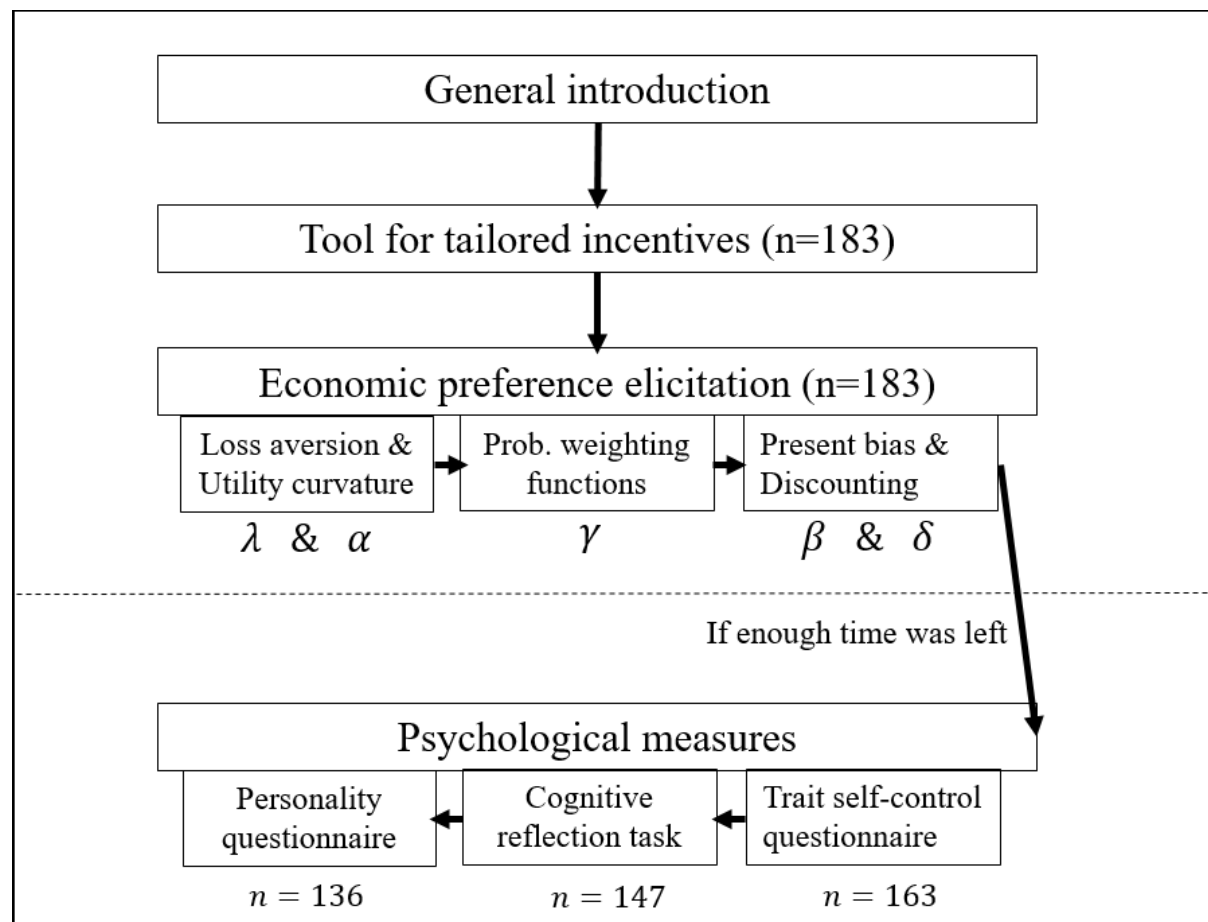 General introduction
Tool for tailored incentives (n=183)
Economic preference elicitation (n=183)
Loss aversion &
Utility curvature
Prob. weighting
functions
Present bias &
Discounting
λ & α
γ
β & δ
If enough time was left
Psychological measures
Personality
questionnaire
Cognitive
reflection task
Trait self-control
questionnaire
n = 136
n = 147
n = 163